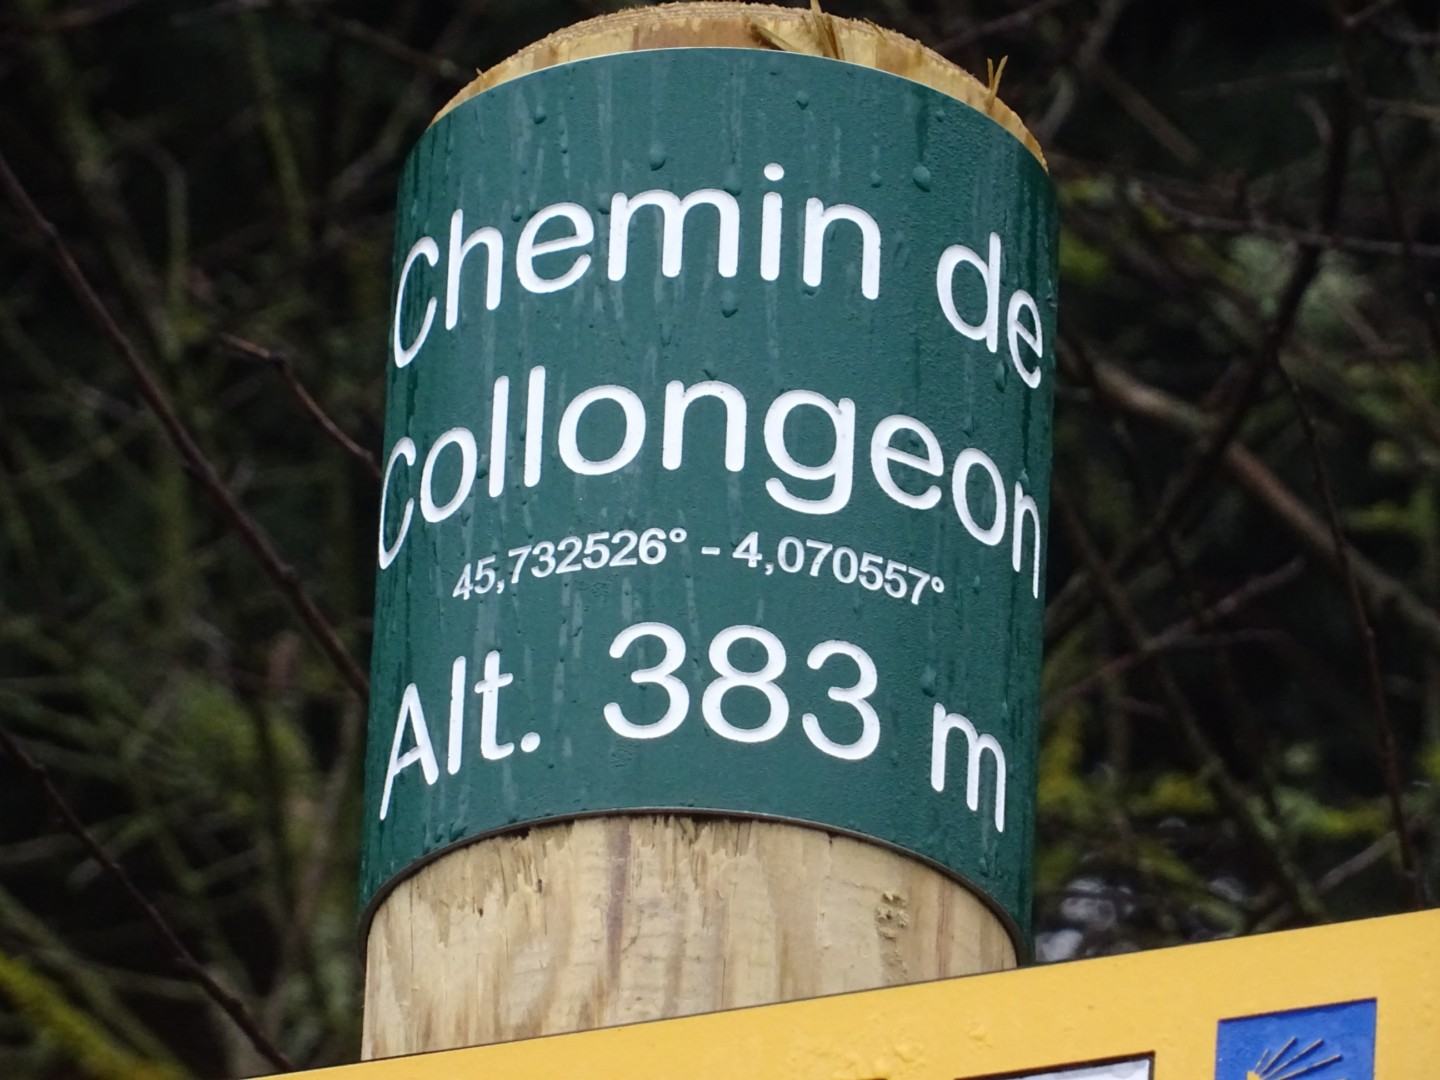 Chemin de
Collongeon
45,732526° - 4,070557°
Alt. 383 m